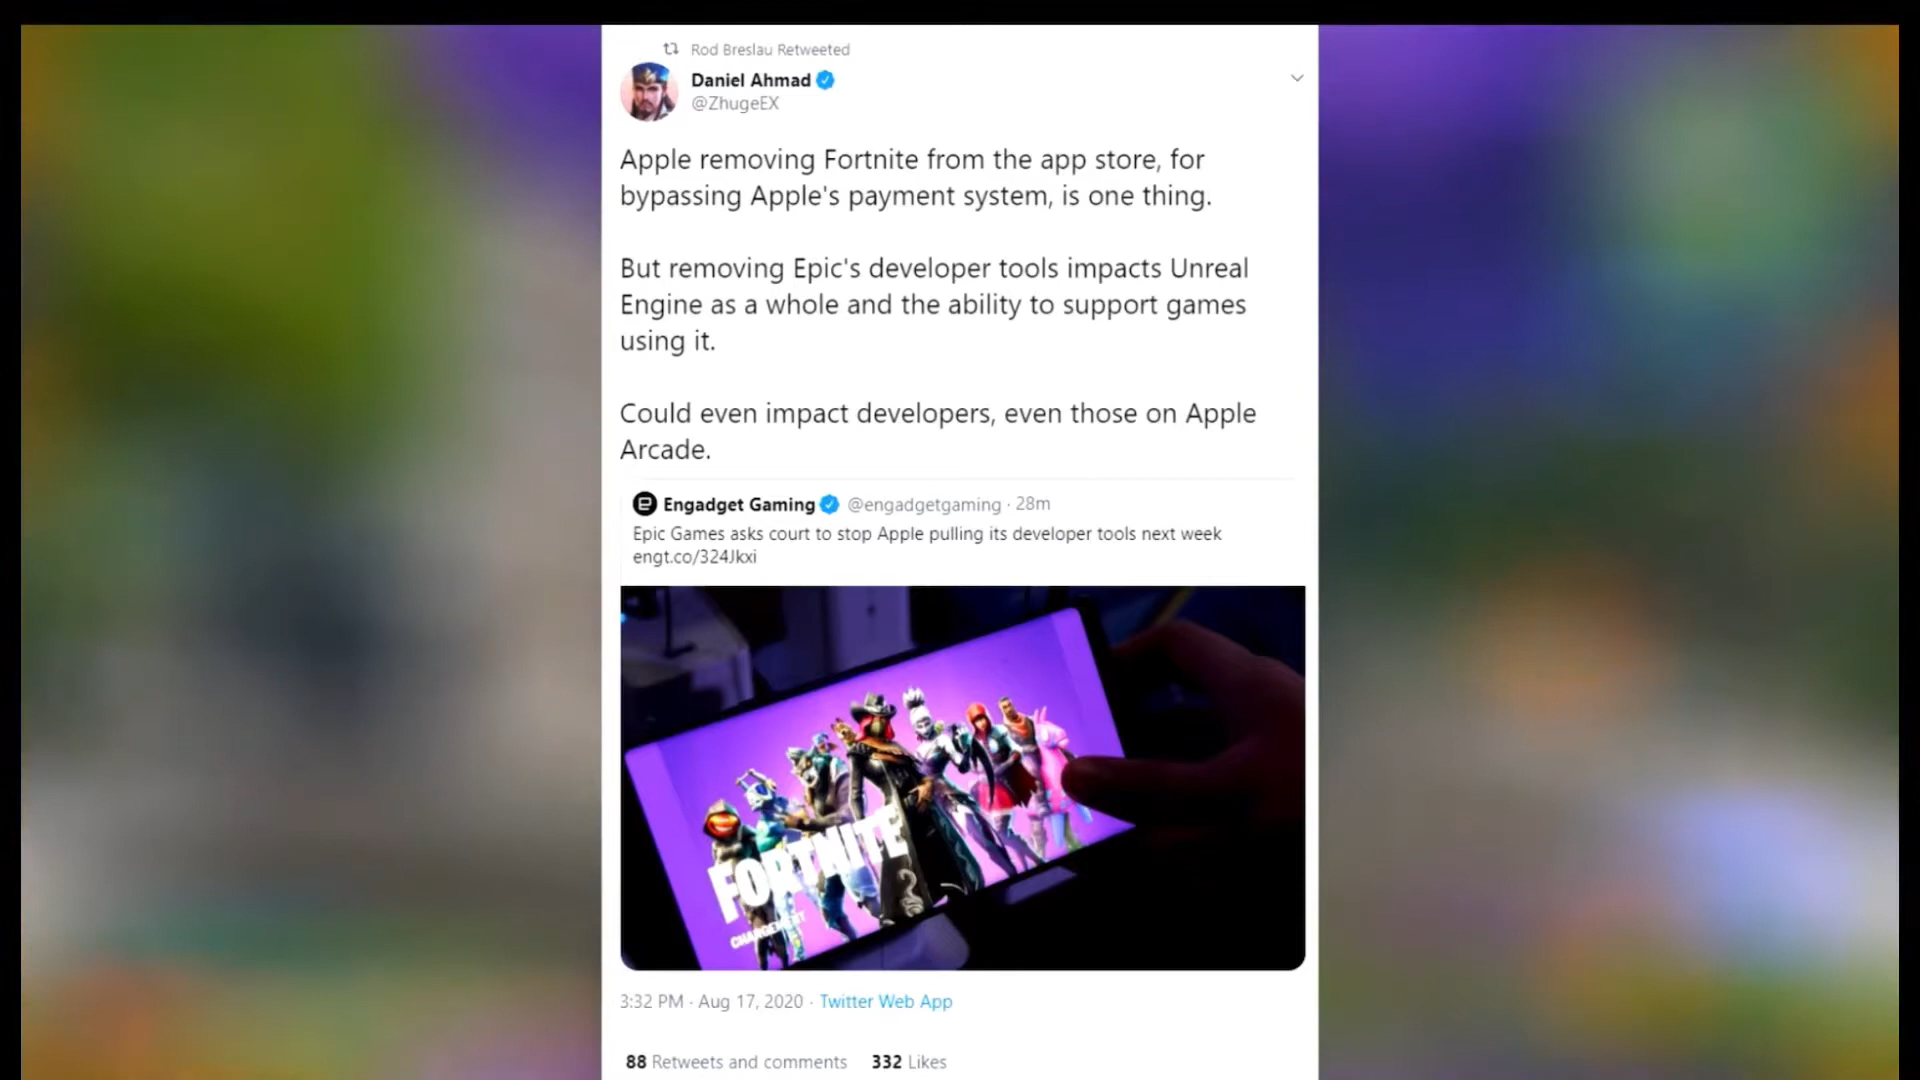 Rod Breslau Retweeted
Daniel Ahmad
@ZhugeEX
Apple removing Fortnite from the app store, for
bypassing Apple's payment system, is one thing.
But removing Epic's developer tools impacts Unreal
Engine as a whole and the ability to support games
using it.
Could even impact developers, even those on Apple
Arcade.
Engadget Gaming @engadgetgaming · 28m
Epic Games asks court to stop Apple pulling its developer tools next week
engt.co/324Jkxi
FORTNITE
CHARGEMENT
3:32 PM · Aug 17, 2020 · Twitter Web App
88 Retweets and comments 332 Likes